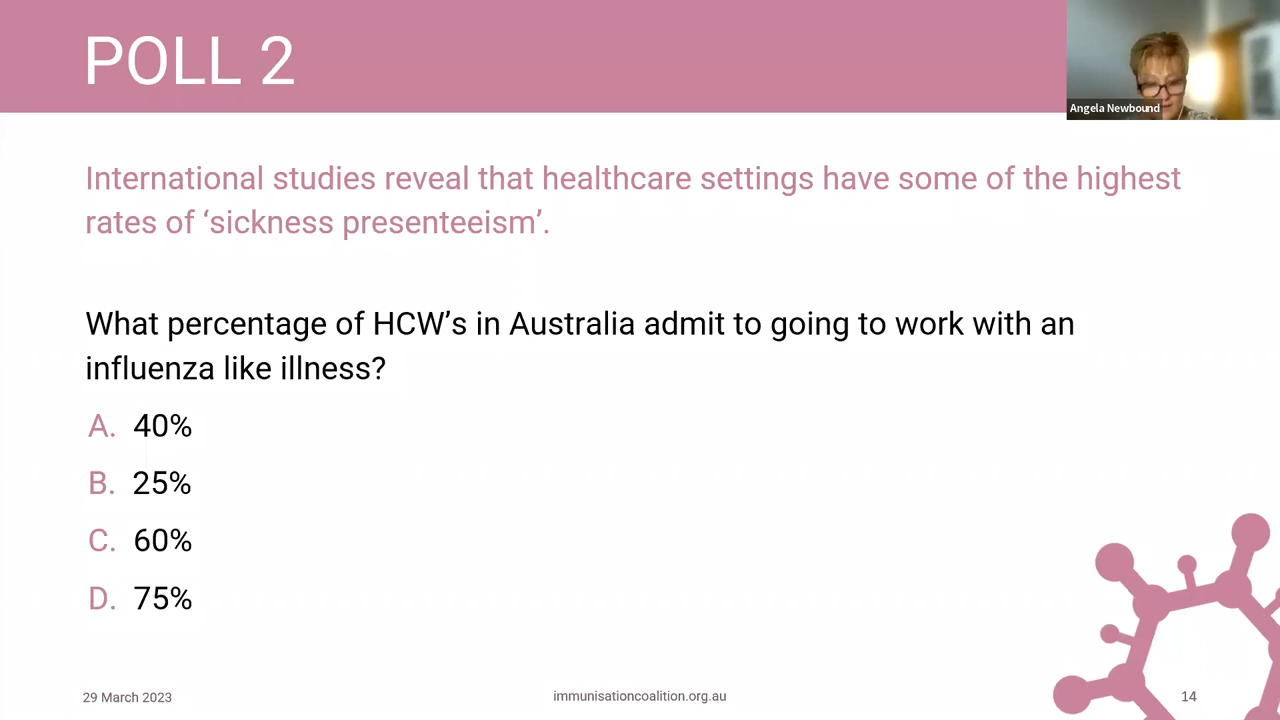 POLL 2
Angela Newbound
International studies reveal that healthcare settings have some of the highest
rates of ‘sickness presenteeism’.
What percentage of HCW’s in Australia admit to going to work with an
influenza like illness?
A. 40%
B. 25%
C. 60%
D. 75%
29 March 2023
immunisationcoalition.org.au
14